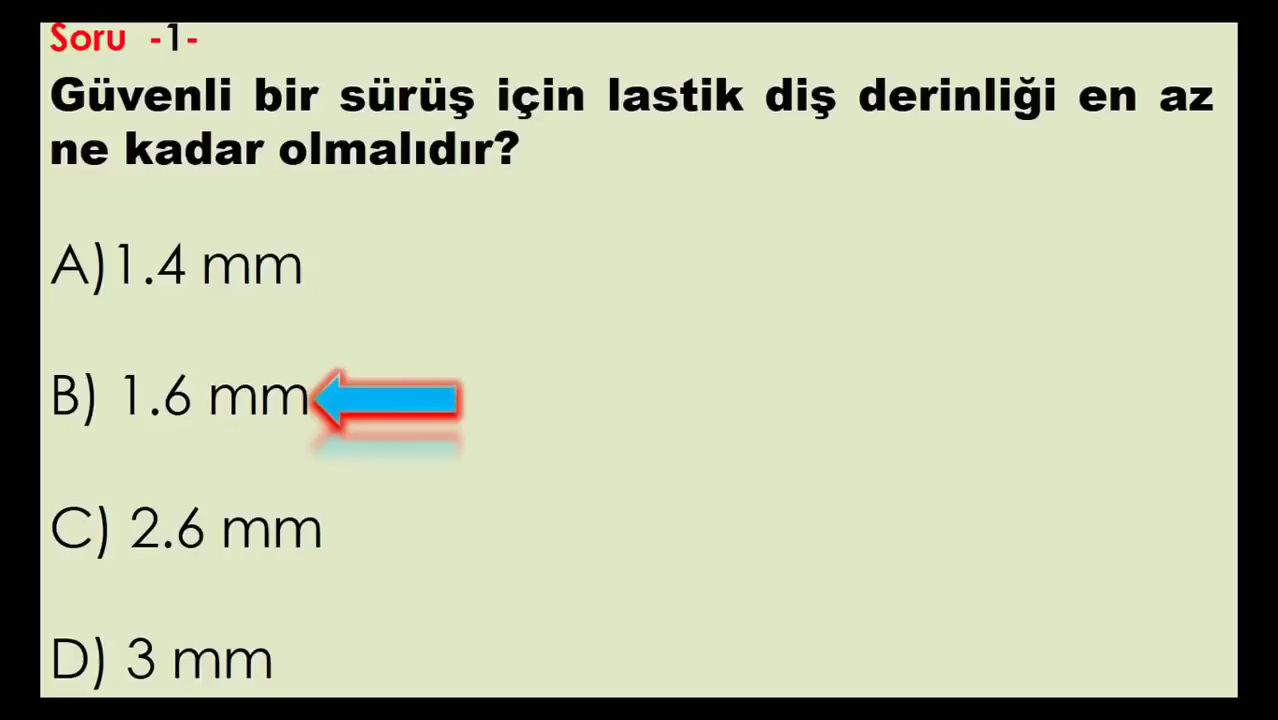 Soru -1-
Güvenli bir sürüş için lastik diş derinliği en az
ne kadar olmalıdır?
A)1.4 mm
B) 1.6 mm
C) 2.6 mm
D) 3 mm